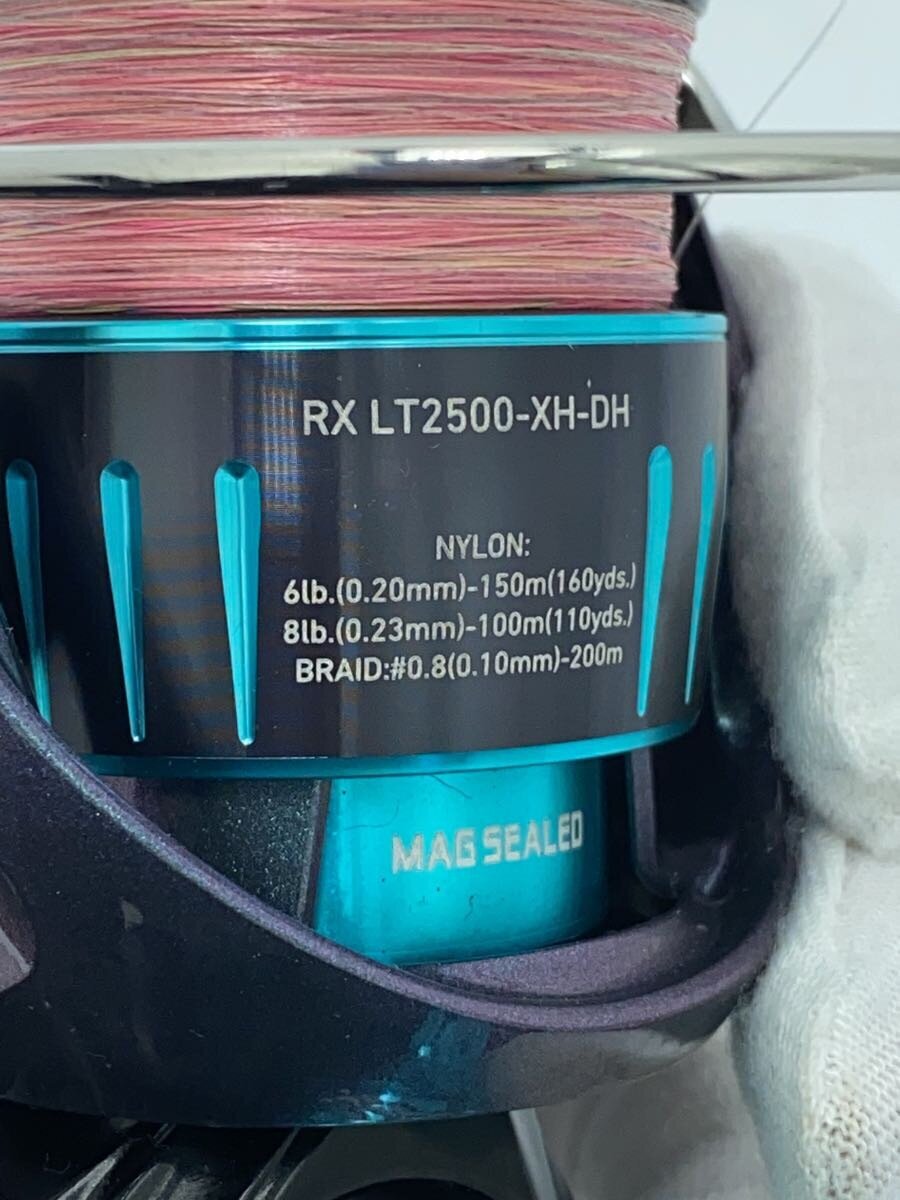 RX LT2500-XH-DH
NYLON:
6lb.(0.20mm)-150m(160yds.)
8lb.(0.23mm)-100m(110yds.)
BRAID:#0.8(0.10mm)-200m
MAG SEALED